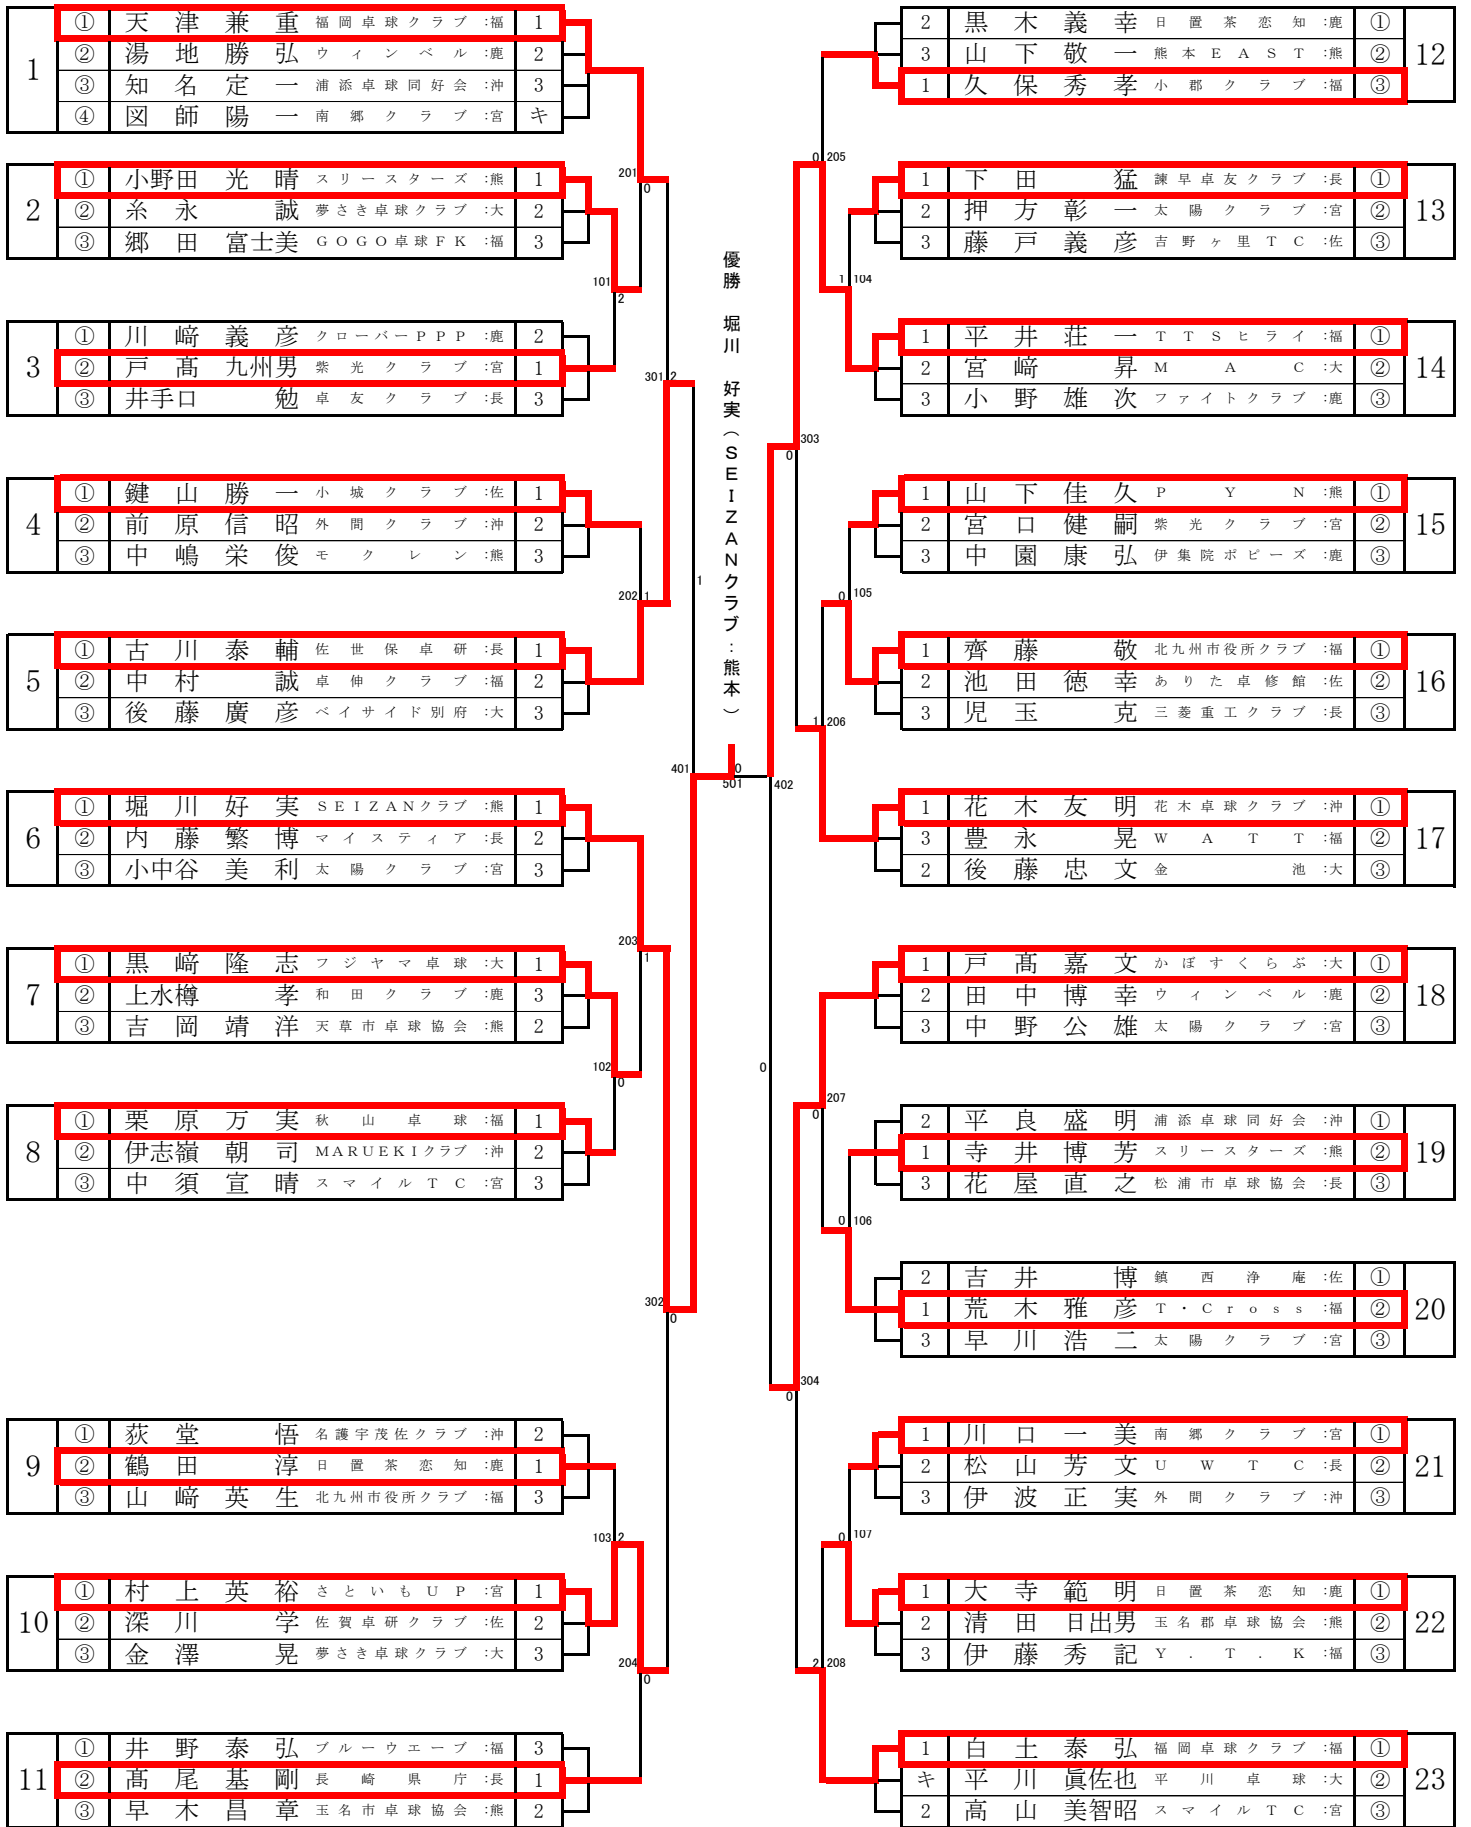 1
① 天津兼重 福岡卓球クラブ :福 1
② 湯地勝弘 ウィンベル :鹿 2
③ 知名定一 浦添卓球同好会 :沖 3
④ 図師陽一 南郷クラブ :宮 キ
2
① 小野田光晴 スリースターズ :熊 1
② 糸永誠 夢さき卓球クラブ :大 2
③ 郷田富士美 GOGO卓球FK :福 3
3
① 川﨑義彦 クローバーPPP :鹿 2
② 戸髙九州男 紫光クラブ :宮 1
③ 井手口勉 卓友クラブ :長 3
4
① 鍵山勝一 小城クラブ :佐 1
② 前原信昭 外間クラブ :沖 2
③ 中嶋栄俊 モクレン :熊 3
5
① 古川泰輔 佐世保卓研 :長 1
② 中村誠 卓伸クラブ :福 2
③ 後藤廣彦 ベイサイド別府 :大 3
6
① 堀川好実 SEIZANクラブ :熊 1
② 内藤繁博 マイスティア :長 2
③ 小中谷美利 太陽クラブ :宮 3
7
① 黒﨑隆志 フジヤマ卓球 :大 1
② 上水樽孝 和田クラブ :鹿 3
③ 吉岡靖洋 天草市卓球協会 :熊 2
8
① 栗原万実 秋山卓球 :福 1
② 伊志嶺朝司 MARUEKIクラブ :沖 2
③ 中須宣晴 スマイルTC :宮 3
9
① 荻堂悟 名護宇茂佐クラブ :沖 2
② 鶴田淳 日置茶恋知 :鹿 1
③ 山﨑英生 北九州市役所クラブ :福 3
10
① 村上英裕 さといもUP :宮 1
② 深川学 佐賀卓研クラブ :佐 2
③ 金澤晃 夢さき卓球クラブ :大 3
11
① 井野泰弘 ブルーウエーブ :福 3
② 髙尾基剛 長崎県庁 :長 1
③ 早木昌章 玉名市卓球協会 :熊 2
201
0
101
2
301 2
202 1
1
401
203
1
102
0
302
0
103 2
204
0
優勝 堀川 好実(SEIZANクラブ:熊本)
0
501
402
0
0 205
1 104
303
0
0 105
1 206
207
0
0 106
304
0
0 107
2 208
2 黒木義幸 日置茶恋知 :鹿 ①
3 山下敬一 熊本EAST :熊 ②
1 久保秀孝 小郡クラブ :福 ③
12
1 下田猛 諫早卓友クラブ :長 ①
2 押方彰一 太陽クラブ :宮 ②
3 藤戸義彦 吉野ヶ里TC :佐 ③
13
1 平井荘一 TTSヒライ :福 ①
2 宮﨑昇 MAC :大 ②
3 小野雄次 ファイトクラブ :鹿 ③
14
1 山下佳久 PYN :熊 ①
2 宮口健嗣 紫光クラブ :宮 ②
3 中園康弘 伊集院ポピーズ :鹿 ③
15
1 齊藤敬 北九州市役所クラブ :福 ①
2 池田徳幸 ありた卓修館 :佐 ②
3 児玉克 三菱重工クラブ :長 ③
16
1 花木友明 花木卓球クラブ :沖 ①
3 豊永晃 WATT :福 ②
2 後藤忠文 金池 :大 ③
17
1 戸髙嘉文 かぼすくらぶ :大 ①
2 田中博幸 ウィンベル :鹿 ②
3 中野公雄 太陽クラブ :宮 ③
18
2 平良盛明 浦添卓球同好会 :沖 ①
1 寺井博芳 スリースターズ :熊 ②
3 花屋直之 松浦市卓球協会 :長 ③
19
2 吉井博 鎮西浄庵 :佐 ①
1 荒木雅彦 T・Cross :福 ②
3 早川浩二 太陽クラブ :宮 ③
20
1 川口一美 南郷クラブ :宮 ①
2 松山芳文 UWTC :長 ②
3 伊波正実 外間クラブ :沖 ③
21
1 大寺範明 日置茶恋知 :鹿 ①
2 清田日出男 玉名郡卓球協会 :熊 ②
3 伊藤秀記 Y.T.K :福 ③
22
1 白土泰弘 福岡卓球クラブ :福 ①
キ 平川眞佐也 平川卓球 :大 ②
2 高山美智昭 スマイルTC :宮 ③
23